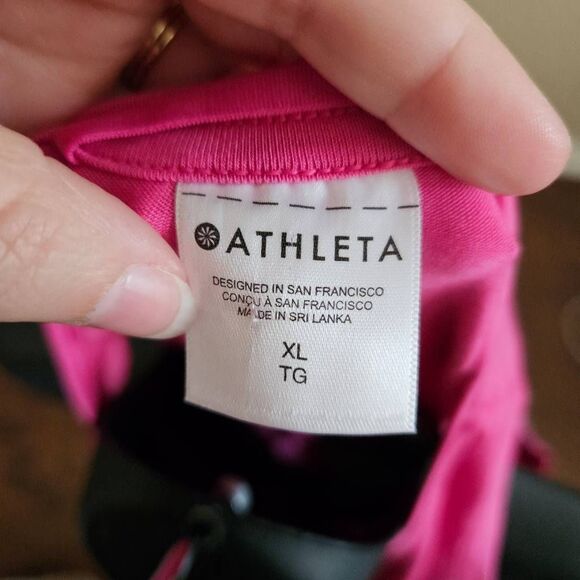 ATHLETA
DESIGNED IN SAN FRANCISCO
CONÇU À SAN FRANCISCO
MADE IN SRI LANKA
XL
TG